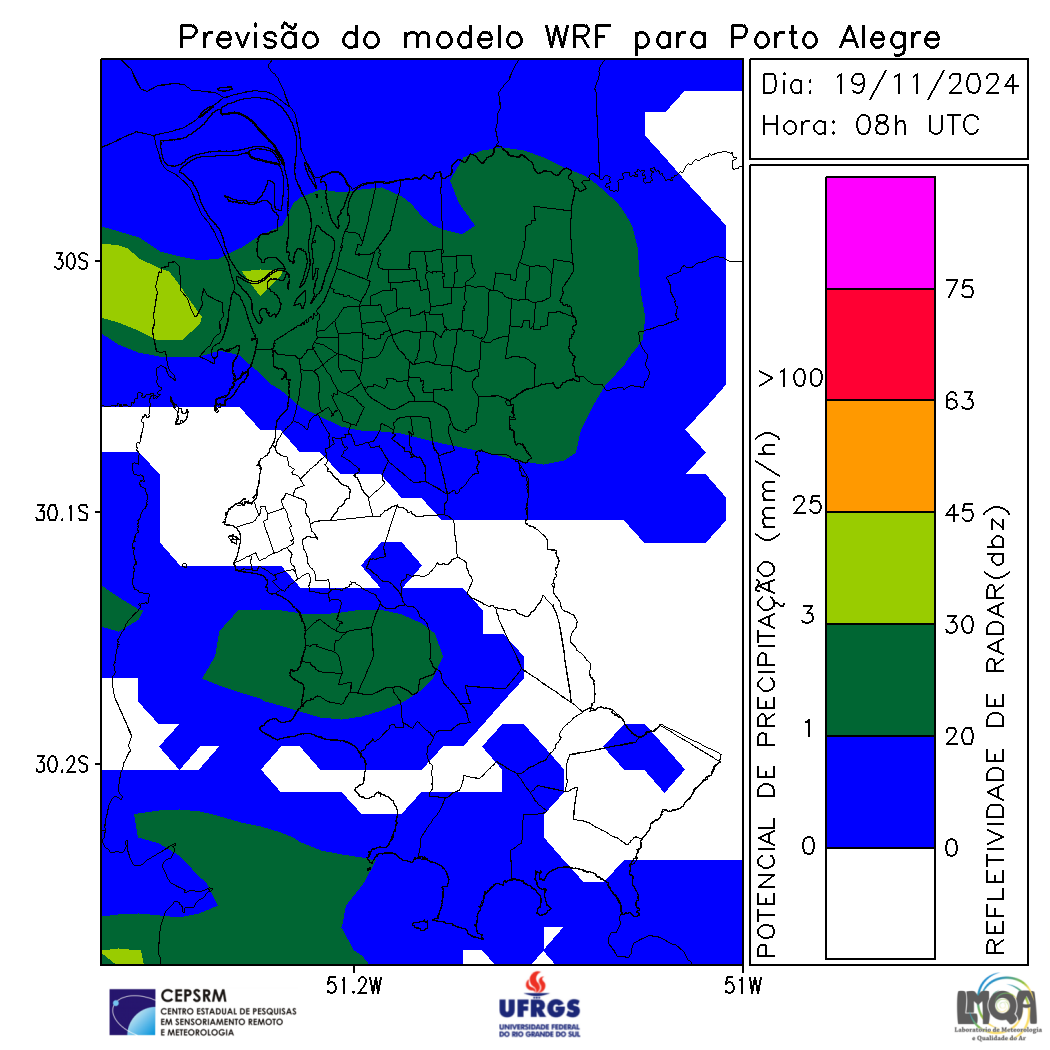 Previsão do modelo WRF para Porto Alegre
Dia: 19/11/2024
Hora: 08h UTC
30S
30.1S
30.2S
51.2W
51W
POTENCIAL DE PRECIPITAÇÃO (mm/h)
>100
25
3
1
0
75
63
45
30
20
0
REFLETIVIDADE DE RADAR(dbz)
CEPSRM
CENTRO ESTADUAL DE PESQUISAS
EM SENSORIAMENTO REMOTO
E METEOROLOGIA
UFRGS
UNIVERSIDADE FEDERAL
DO RIO GRANDE DO SUL
LMQA
Laboratório de Meteorologia
e Qualidade do Ar